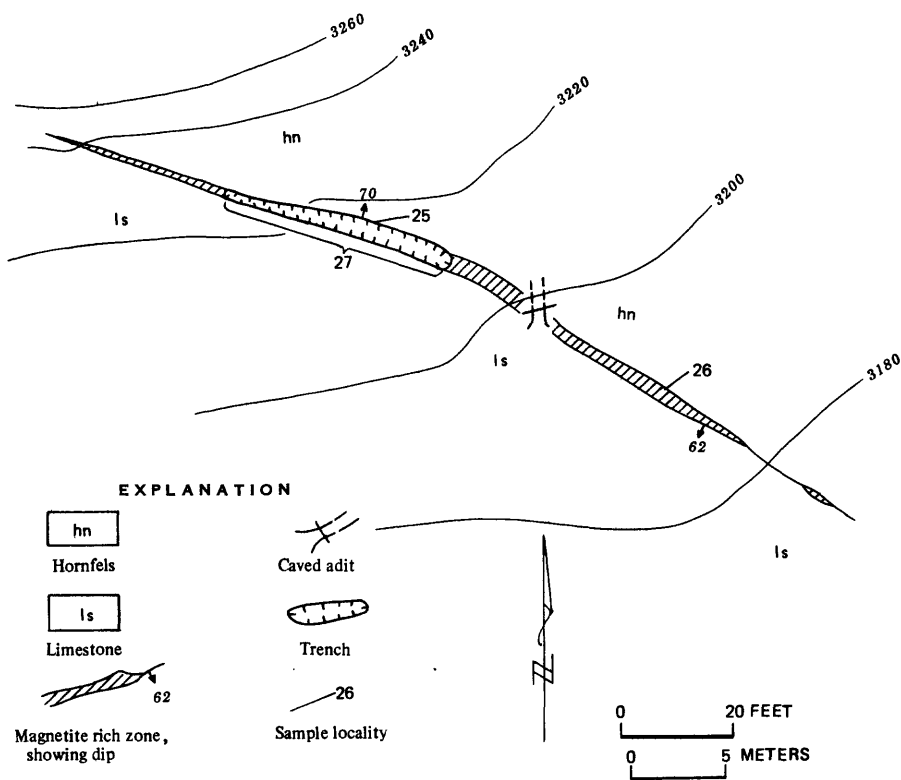 3260
3240
3220
hn
3200
70
25
ls
27
hn
ls
26
3180
62
EXPLANATION
hn
Hornfels
Caved adit
ls
ls
Limestone
Trench
62
26
N
Magnetite rich zone,
showing dip
Sample locality
0 20 FEET
0 5 METERS